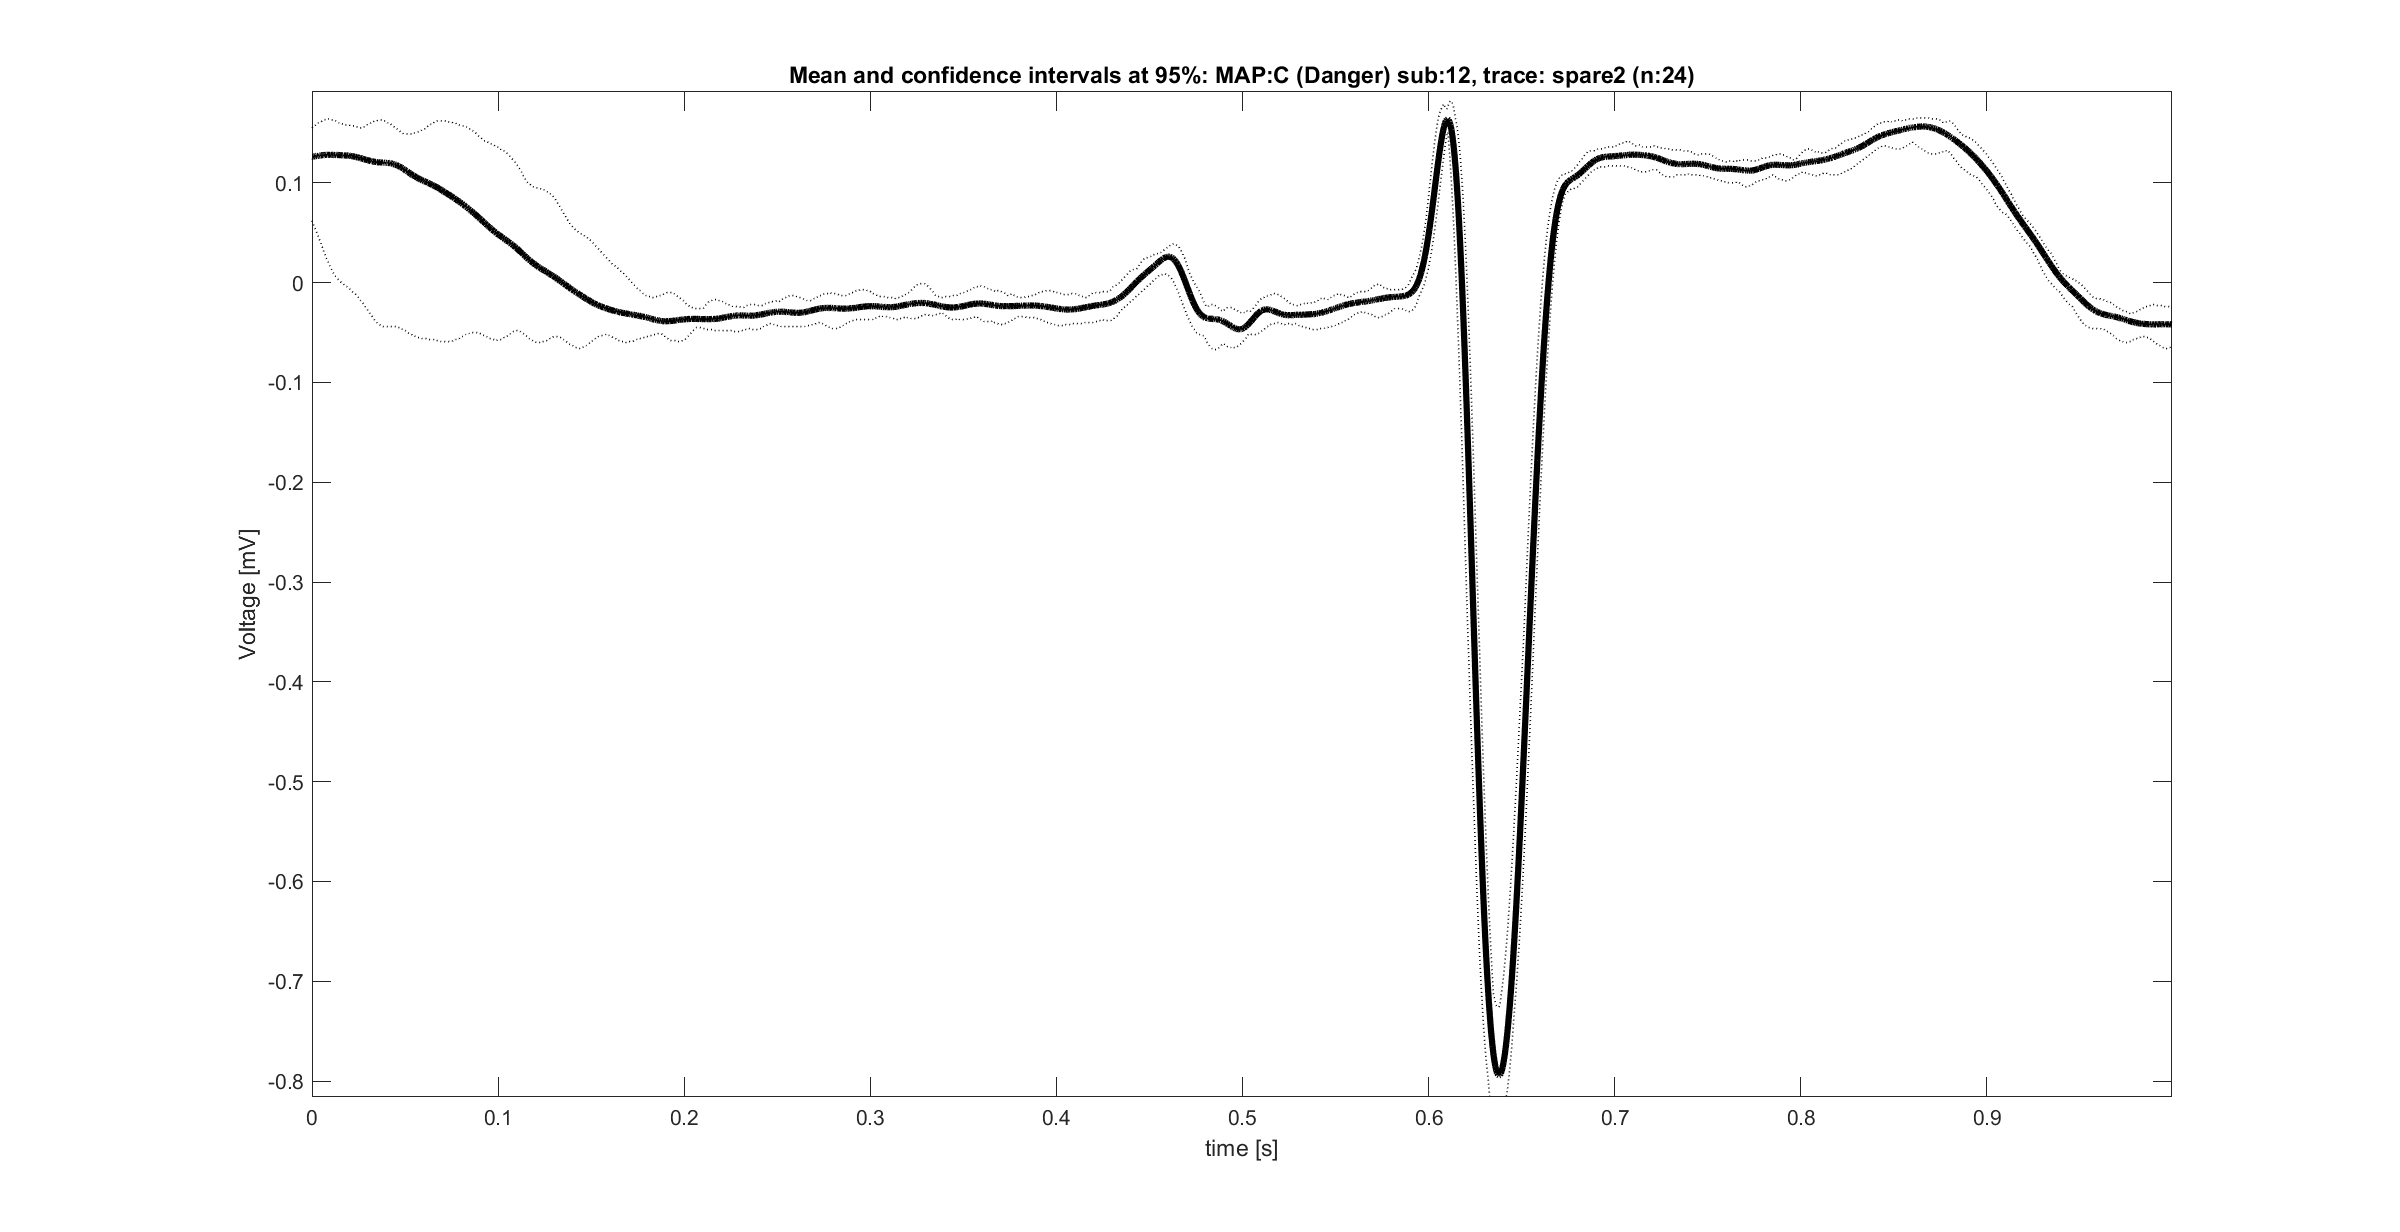 Mean and confidence intervals at 95%: MAP:C (Danger) sub:12, trace: spare2 (n:24)
0.1
0
-0.1
-0.2
-0.3
-0.4
-0.5
-0.6
-0.7
-0.8
Voltage [mV]
0 0.1 0.2 0.3 0.4 0.5 0.6 0.7 0.8 0.9
time [s]